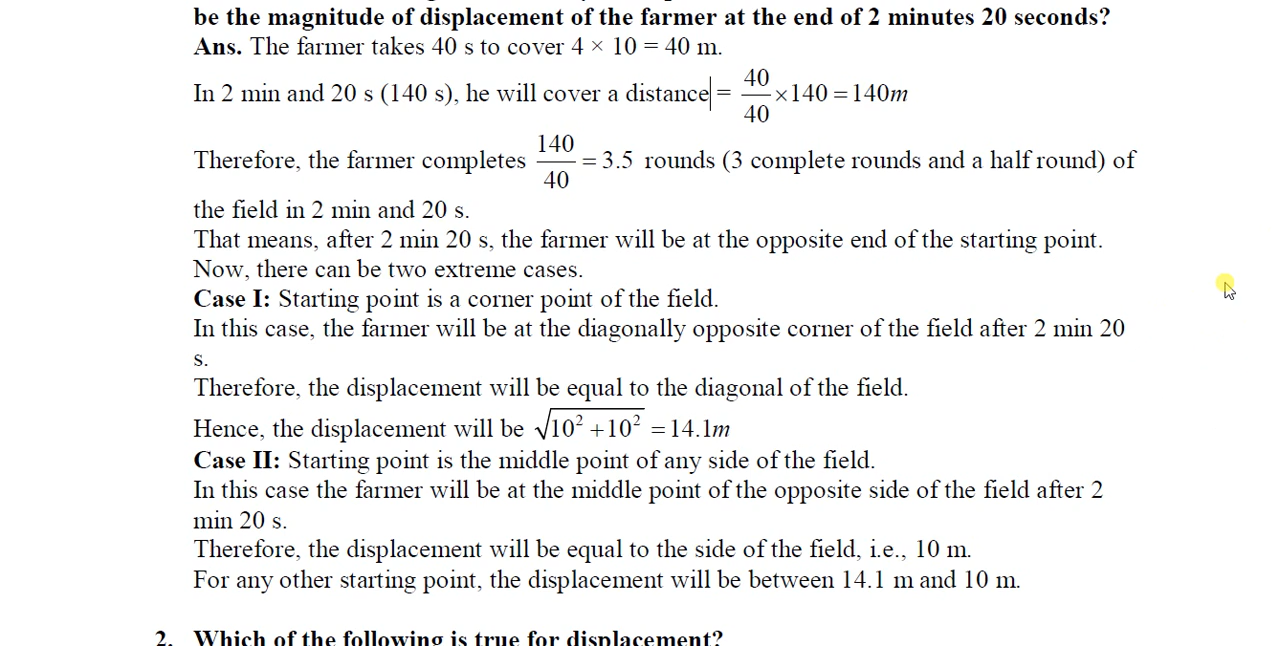 be the magnitude of displacement of the farmer at the end of 2 minutes 20 seconds?
Ans. The farmer takes 40 s to cover 4 × 10 = 40 m.
In 2 min and 20 s (140 s), he will cover a distance = 40/40 ×140 = 140m
Therefore, the farmer completes 140/40 = 3.5 rounds (3 complete rounds and a half round) of
the field in 2 min and 20 s.
That means, after 2 min 20 s, the farmer will be at the opposite end of the starting point.
Now, there can be two extreme cases.
Case I: Starting point is a corner point of the field.
In this case, the farmer will be at the diagonally opposite corner of the field after 2 min 20
s.
Therefore, the displacement will be equal to the diagonal of the field.
Hence, the displacement will be √(10² +10²) = 14.1m
Case II: Starting point is the middle point of any side of the field.
In this case the farmer will be at the middle point of the opposite side of the field after 2
min 20 s.
Therefore, the displacement will be equal to the side of the field, i.e., 10 m.
For any other starting point, the displacement will be between 14.1 m and 10 m.
2. Which of the following is true for displacement?